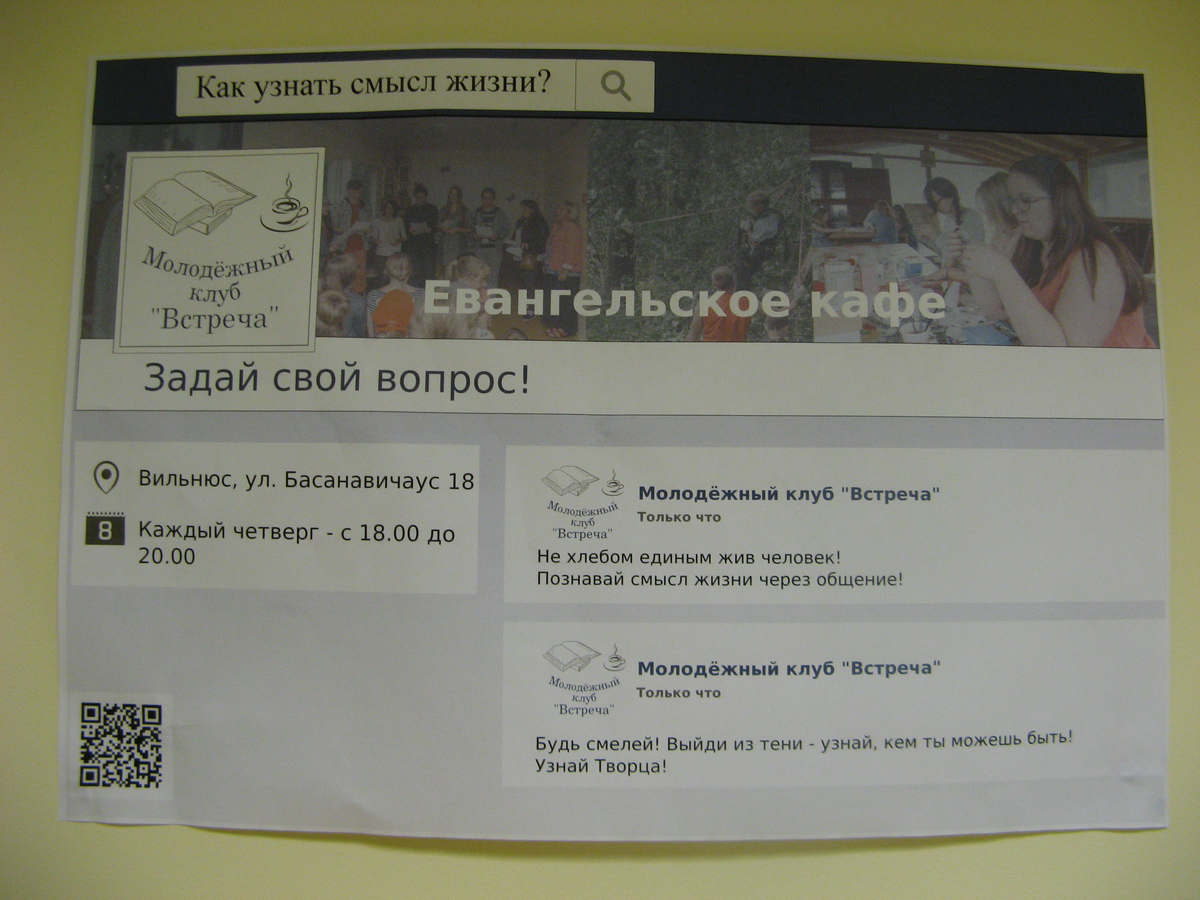 Как узнать смысл жизни?
Молодёжный
клуб
"Встреча"
Евангельское кафе
Задай свой вопрос!
Вильнюс, ул. Басанавичаус 18
8
Каждый четверг - с 18.00 до
20.00
Молодёжный
клуб
"Встреча"
Молодёжный клуб "Встреча"
Только что
Не хлебом единым жив человек!
Познавай смысл жизни через общение!
Молодёжный
клуб
"Встреча"
Молодёжный клуб "Встреча"
Только что
Будь смелей! Выйди из тени - узнай, кем ты можешь быть!
Узнай Творца!